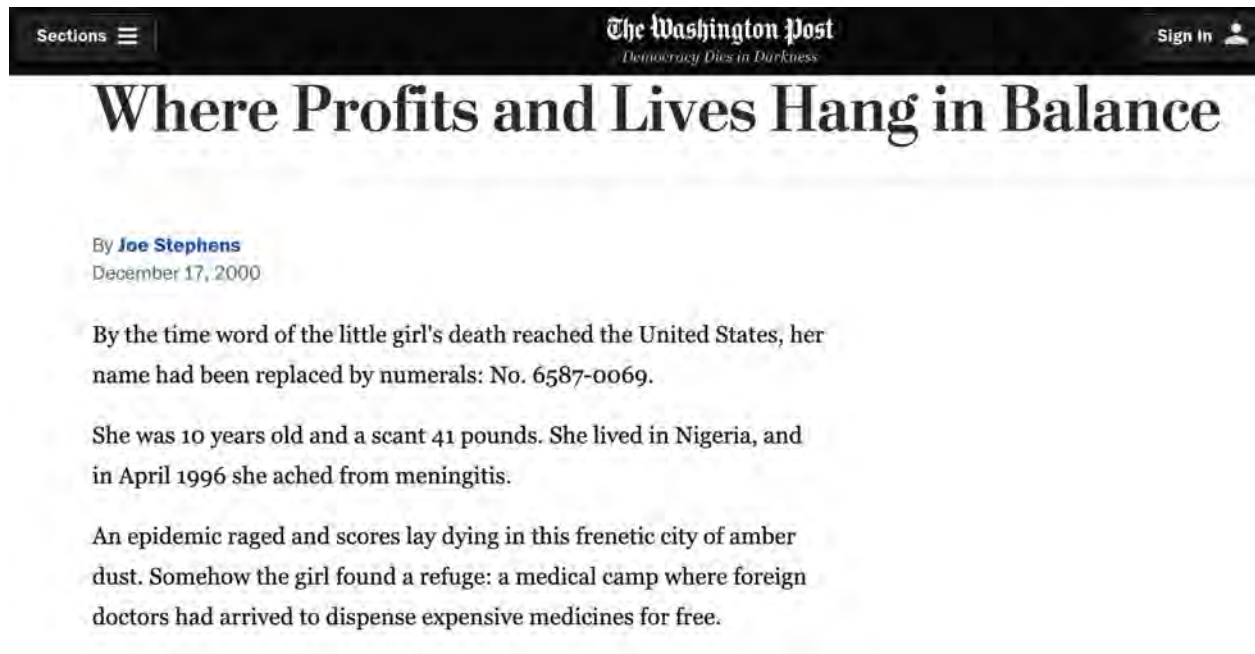 Sections
The Washington Post
Sign In
Democracy Dies in Darkness
Where Profits and Lives Hang in Balance
By Joe Stephens
December 17, 2000
By the time word of the little girl's death reached the United States, her
name had been replaced by numerals: No. 6587-0069.
She was 10 years old and a scant 41 pounds. She lived in Nigeria, and
in April 1996 she ached from meningitis.
An epidemic raged and scores lay dying in this frenetic city of amber
dust. Somehow the girl found a refuge: a medical camp where foreign
doctors had arrived to dispense expensive medicines for free.